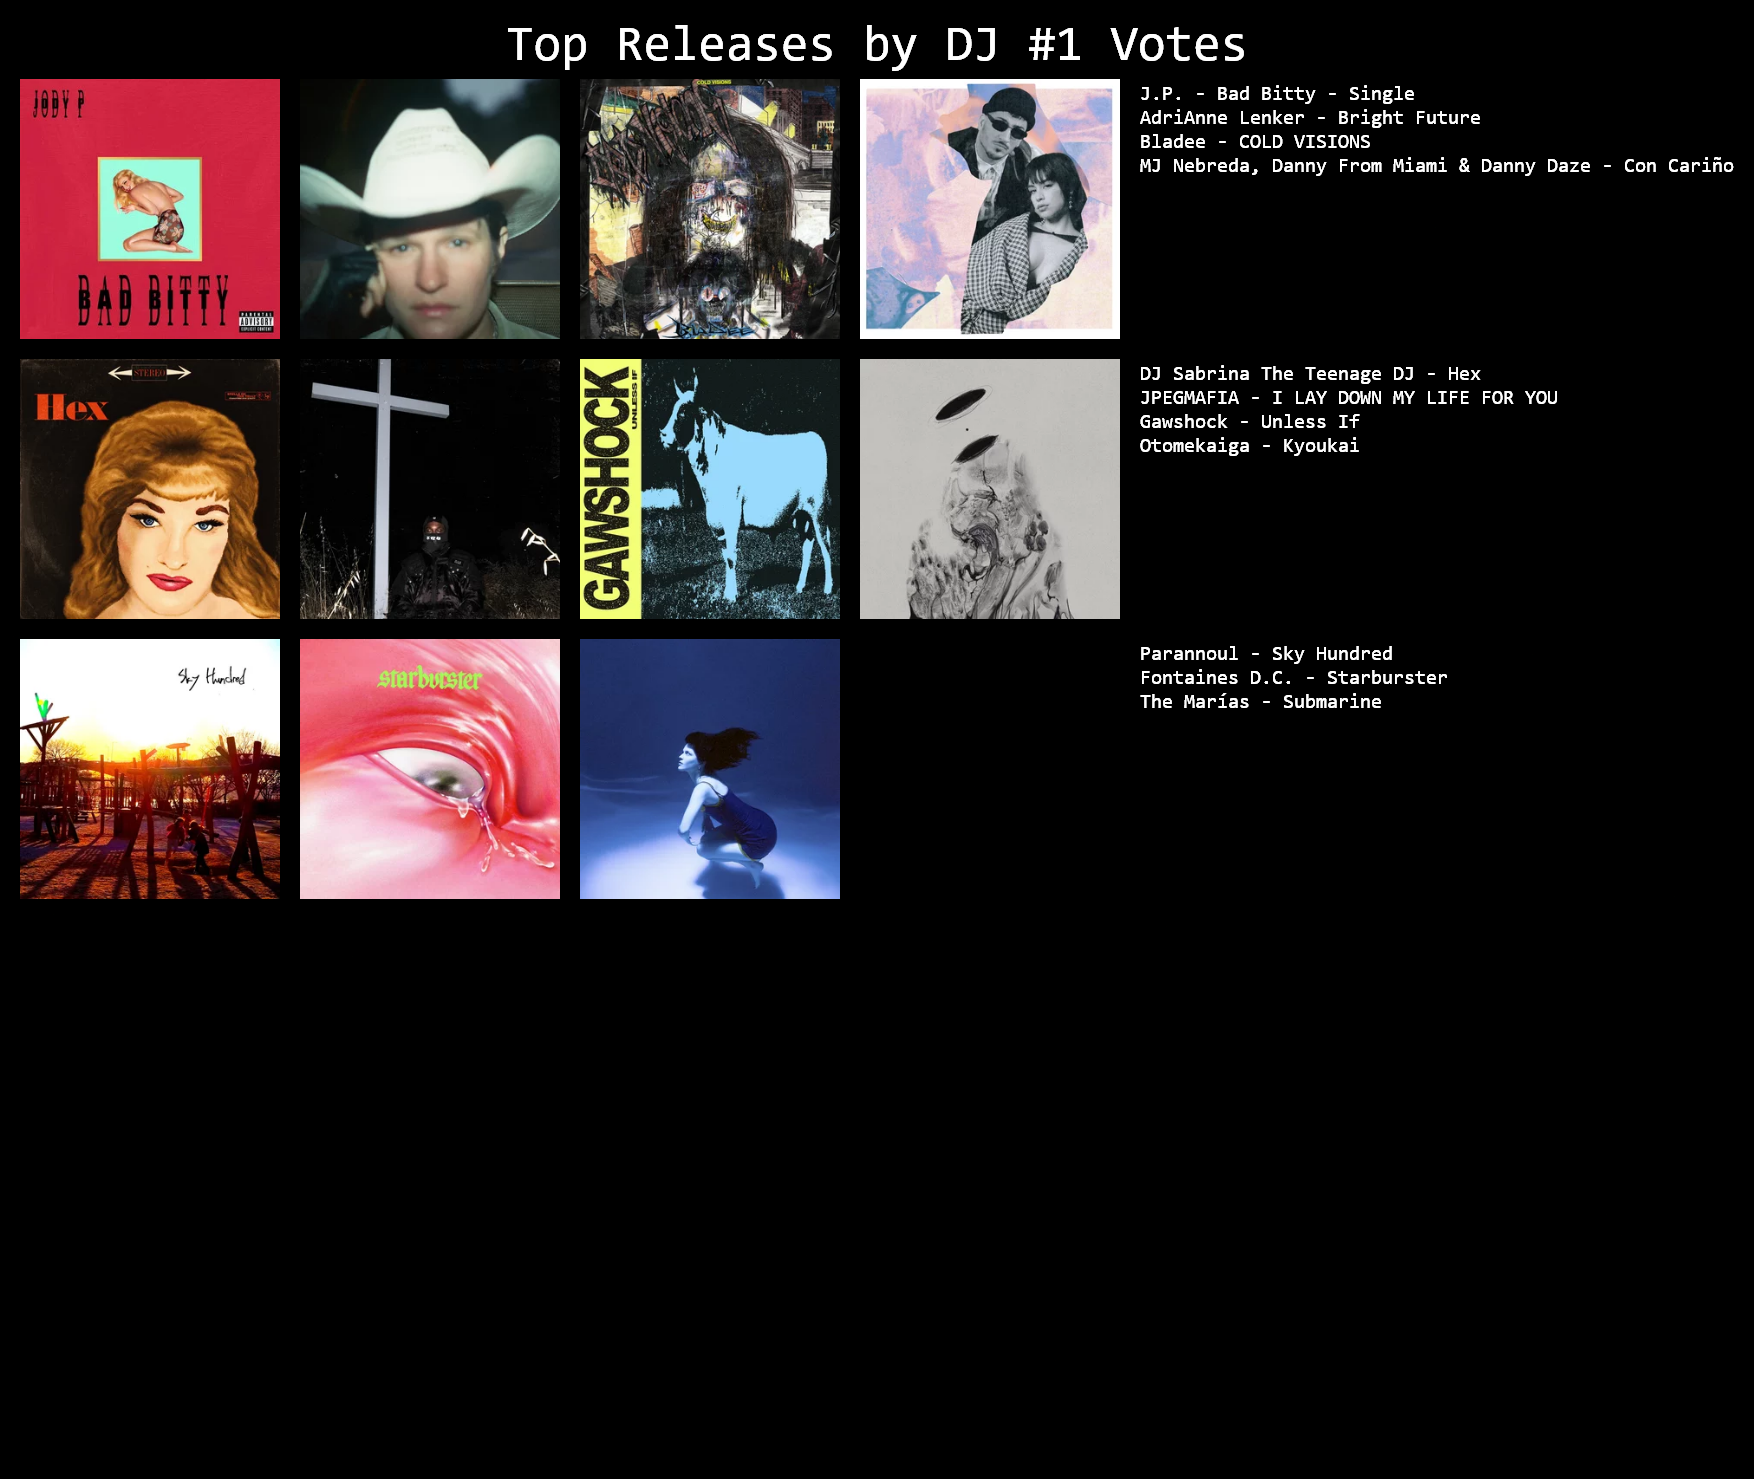 Top Releases by DJ #1 Votes
JODY P
BAD BITTY
PARENTAL
ADVISORY
EXPLICIT CONTENT
COLD VISIONS
BLADEE
J.P. - Bad Bitty - Single
AdriAnne Lenker - Bright Future
Bladee - COLD VISIONS
MJ Nebreda, Danny From Miami & Danny Daze - Con Cariño
STEREO
Hex
GAWSHOCK
UNLESS IF
DJ Sabrina The Teenage DJ - Hex
JPEGMAFIA - I LAY DOWN MY LIFE FOR YOU
Gawshock - Unless If
Otomekaiga - Kyoukai
Sky Hundred
starburster
Parannoul - Sky Hundred
Fontaines D.C. - Starburster
The Marías - Submarine